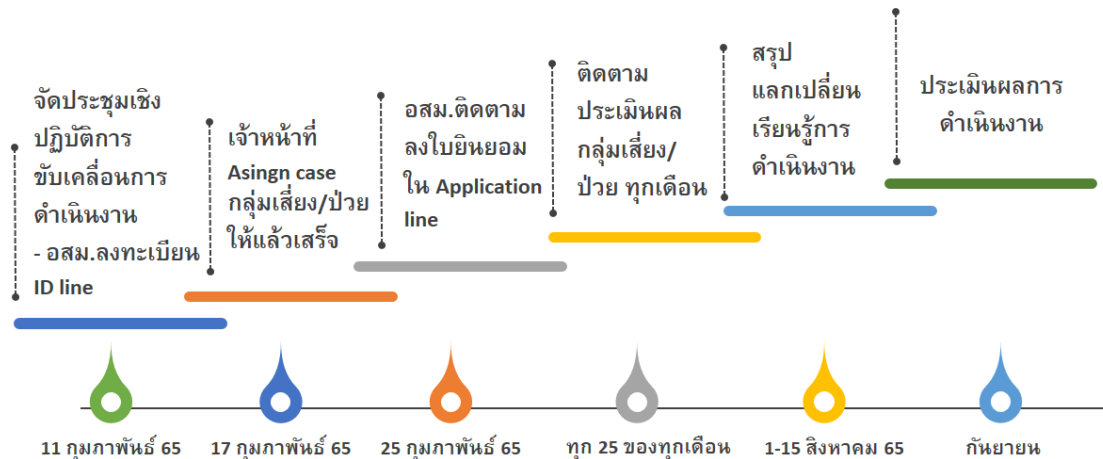 จัดประชุมเชิง
ปฏิบัติการ
ขับเคลื่อนการ
ดำเนินงาน
- อสม.ลงทะเบียน
ID line
เจ้าหน้าที่
Asingn case
กลุ่มเสี่ยง/ป่วย
ให้แล้วเสร็จ
อสม.ติดตาม
ลงใบยินยอม
ใน Application
line
ติดตาม
ประเมินผล
กลุ่มเสี่ยง/
ป่วย ทุกเดือน
สรุป
แลกเปลี่ยน
เรียนรู้การ
ดำเนินงาน
ประเมินผลการ
ดำเนินงาน
11 กุมภาพันธ์ 65
17 กุมภาพันธ์ 65
25 กุมภาพันธ์ 65
ทุก 25 ของทุกเดือน
1-15 สิงหาคม 65
กันยายน